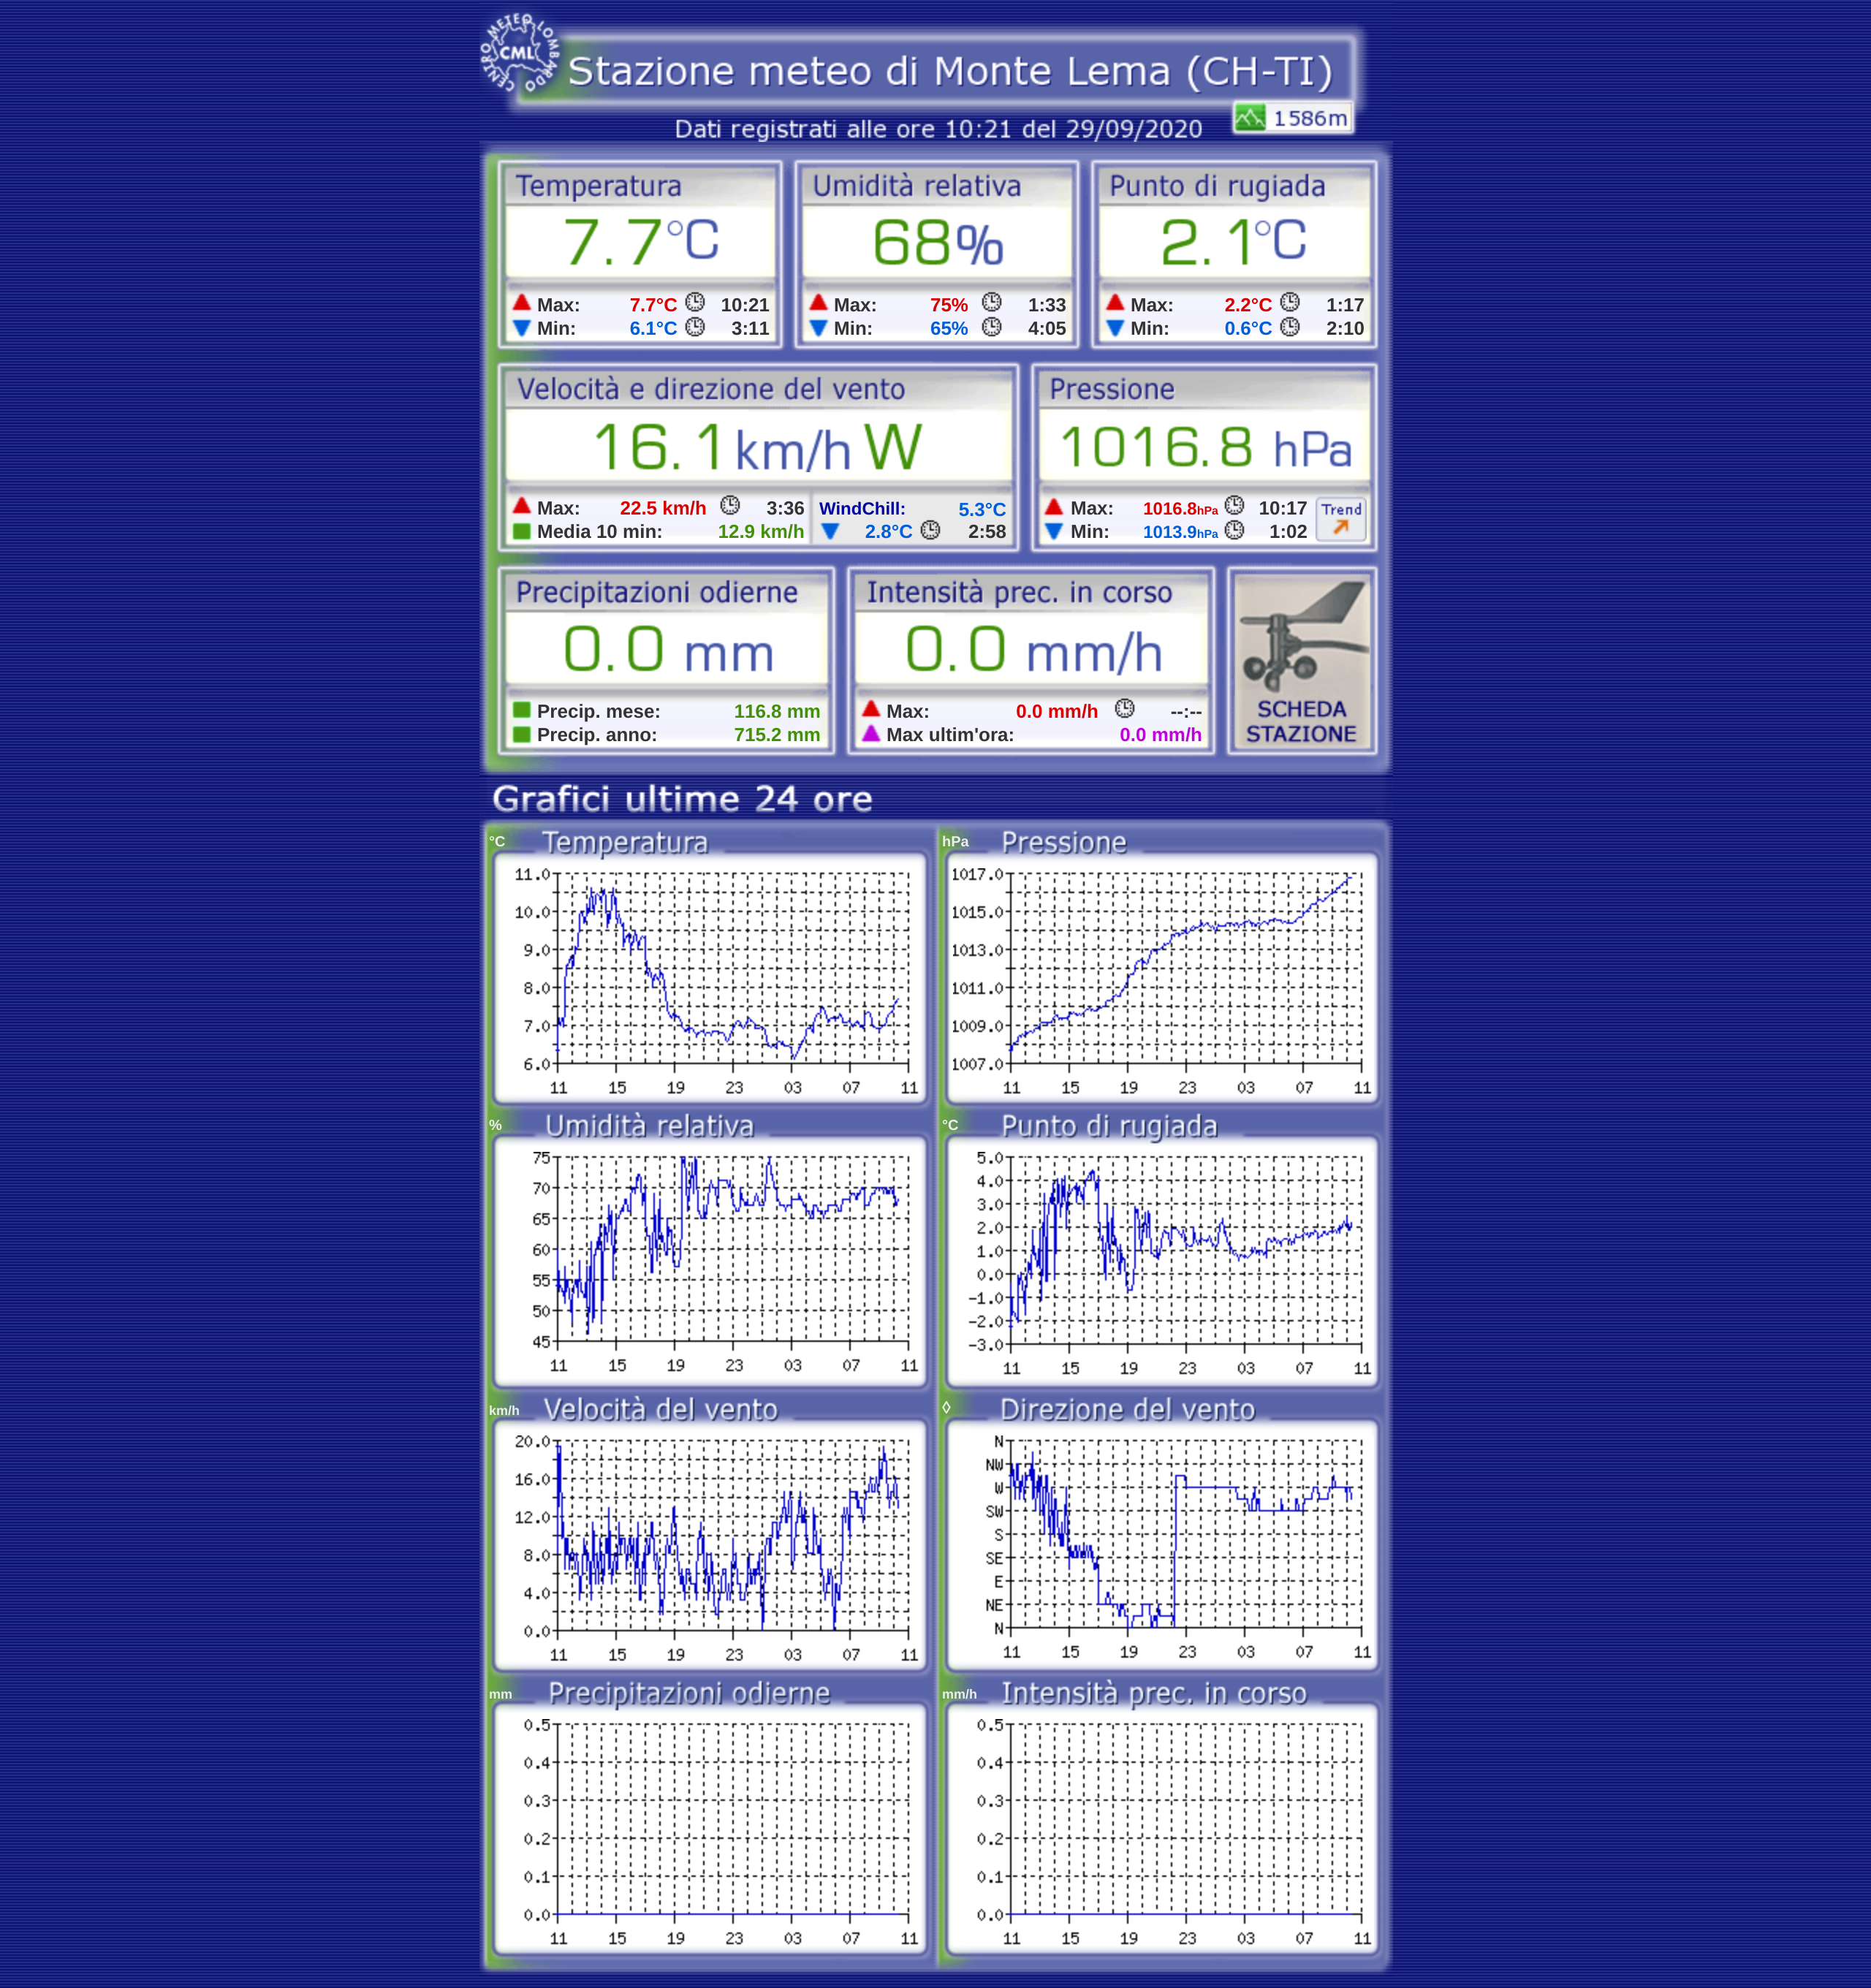 CENTRO METEO LOMBARDO
CML
Stazione meteo di Monte Lema (CH-TI)
1586m
Dati registrati alle ore 10:21 del 29/09/2020
Temperatura
7.7°C
Max: 7.7°C 10:21
Min: 6.1°C 3:11
Umidità relativa
68%
Max: 75% 1:33
Min: 65% 4:05
Punto di rugiada
2.1°C
Max: 2.2°C 1:17
Min: 0.6°C 2:10
Velocità e direzione del vento
16.1km/h W
Max: 22.5 km/h 3:36
Media 10 min: 12.9 km/h
WindChill: 5.3°C
2.8°C 2:58
Pressione
1016.8 hPa
Max: 1016.8hPa 10:17
Min: 1013.9hPa 1:02
Trend
Precipitazioni odierne
0.0 mm
Precip. mese: 116.8 mm
Precip. anno: 715.2 mm
Intensità prec. in corso
0.0 mm/h
Max: 0.0 mm/h --:--
Max ultim'ora: 0.0 mm/h
SCHEDA
STAZIONE
Grafici ultime 24 ore
°C Temperatura
11.0
10.0
9.0
8.0
7.0
6.0
11 15 19 23 03 07 11
hPa Pressione
1017.0
1015.0
1013.0
1011.0
1009.0
1007.0
11 15 19 23 03 07 11
% Umidità relativa
75
70
65
60
55
50
45
11 15 19 23 03 07 11
°C Punto di rugiada
5.0
4.0
3.0
2.0
1.0
0.0
-1.0
-2.0
-3.0
11 15 19 23 03 07 11
km/h Velocità del vento
20.0
16.0
12.0
8.0
4.0
0.0
11 15 19 23 03 07 11
◊ Direzione del vento
N
NW
W
SW
S
SE
E
NE
N
11 15 19 23 03 07 11
mm Precipitazioni odierne
0.5
0.4
0.3
0.2
0.1
0.0
11 15 19 23 03 07 11
mm/h Intensità prec. in corso
0.5
0.4
0.3
0.2
0.1
0.0
11 15 19 23 03 07 11